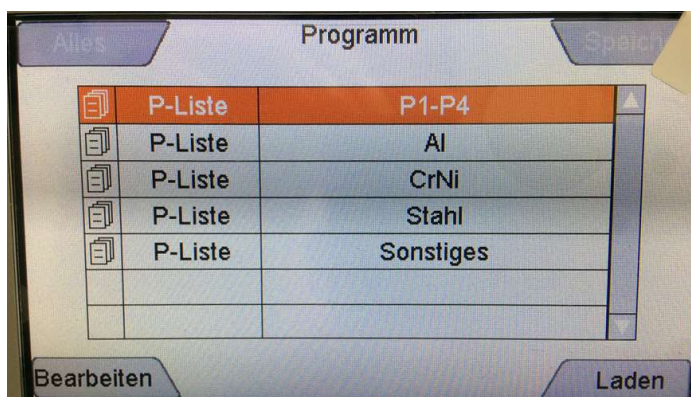 Alles Programm
P-Liste P1-P4
P-Liste Al
P-Liste CrNi
P-Liste Stahl
P-Liste Sonstiges
Bearbeiten Laden